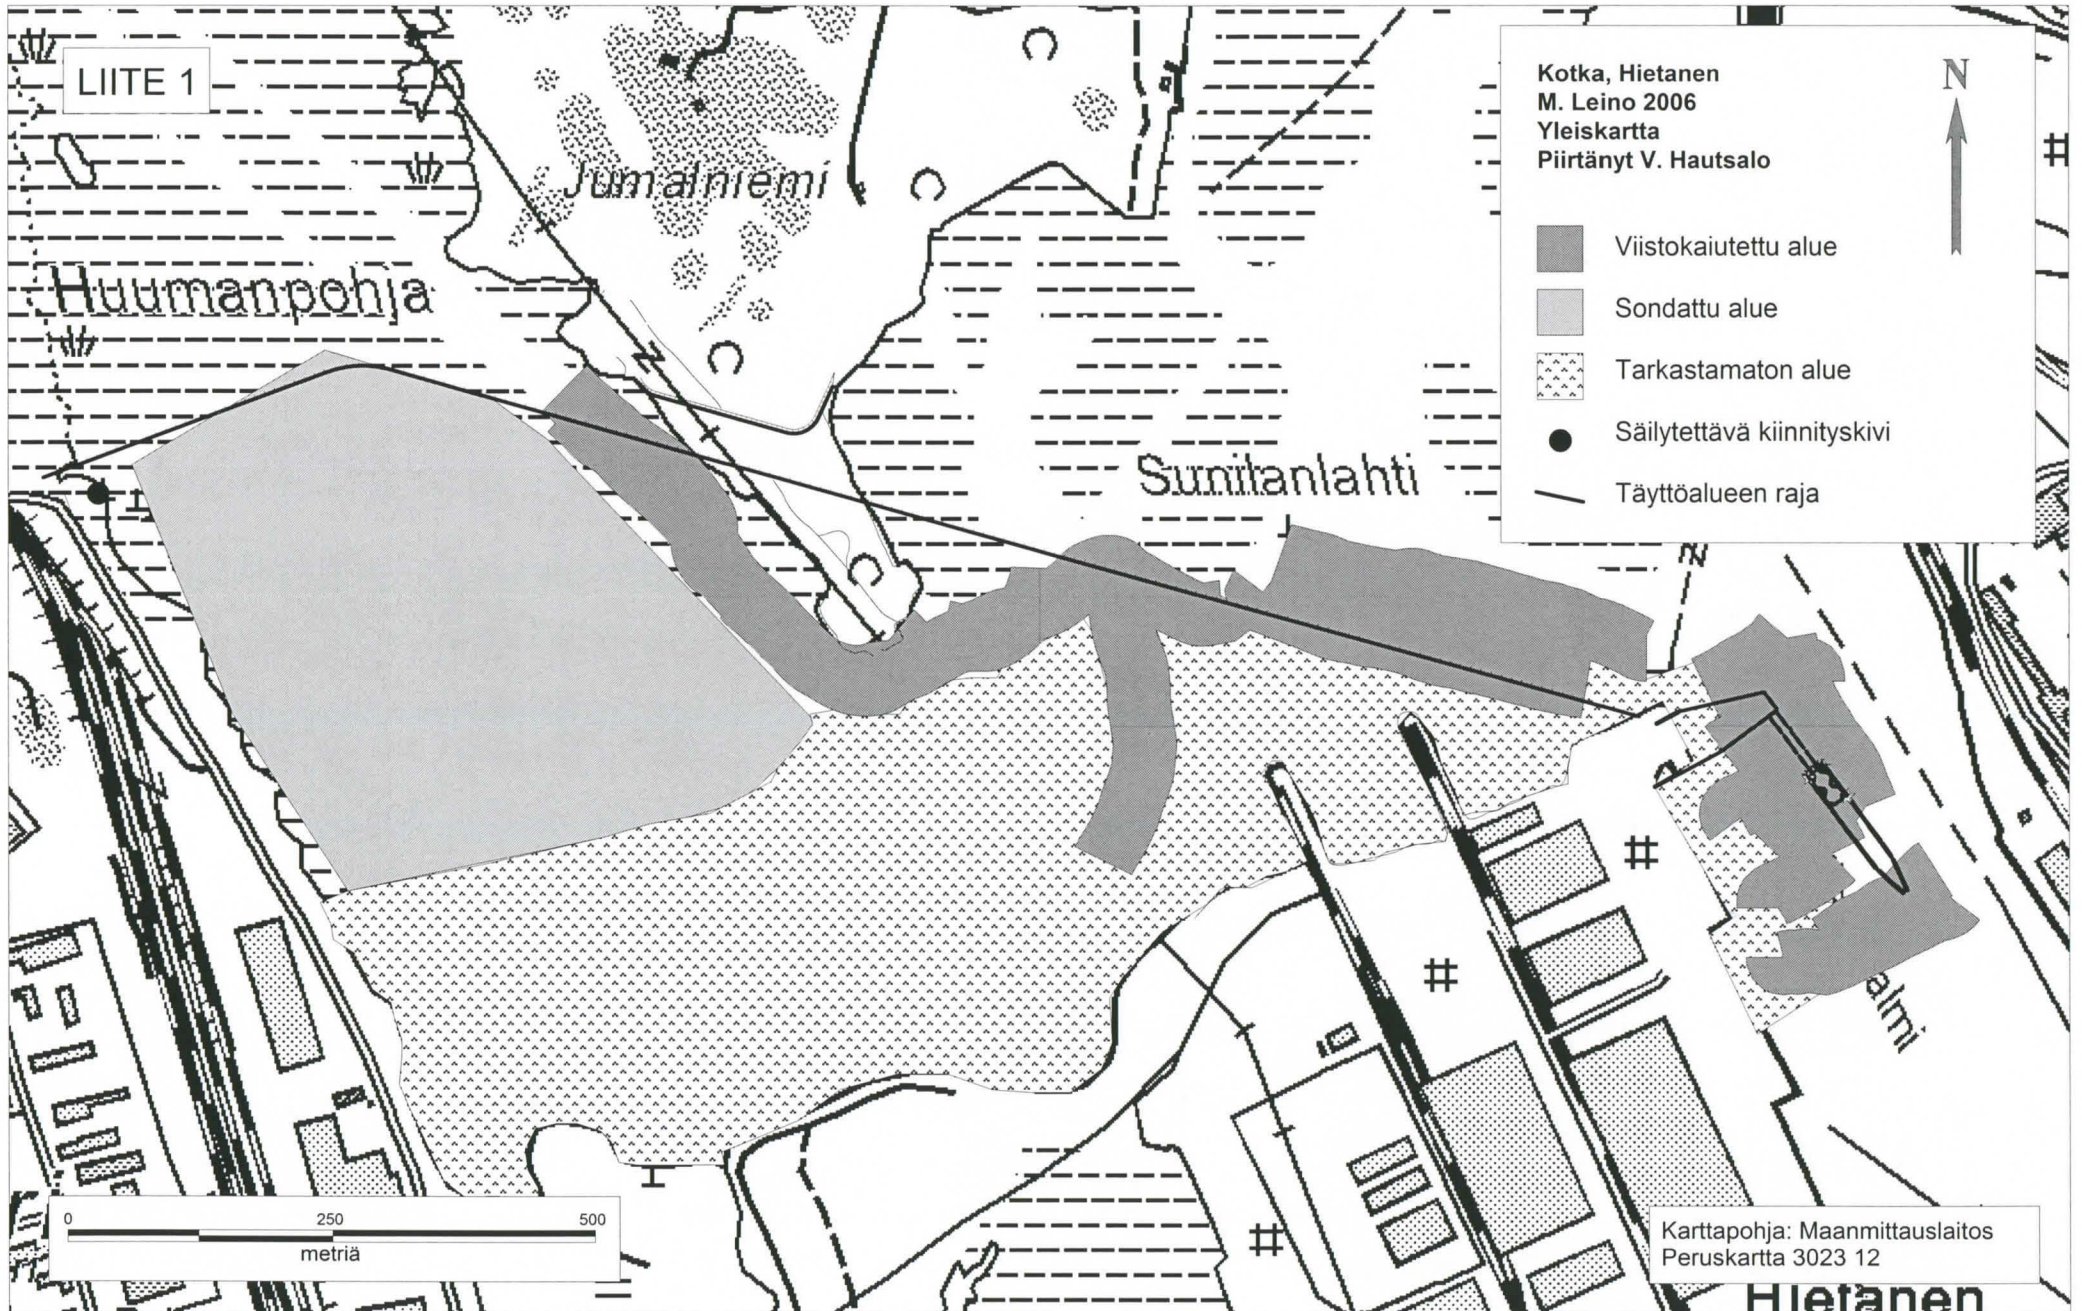 LIITE 1
Kotka, Hietanen
M. Leino 2006
Yleiskartta
Piirtänyt V. Hautsalo
N
Viistokaiutettu alue
Sondattu alue
Tarkastamaton alue
Säilytettävä kiinnityskivi
Täyttöalueen raja
Jumalniemi
Huumanpohja
Sunilanlahti
almi
0 250 500
metriä
Karttapohja: Maanmittauslaitos
Peruskartta 3023 12
Hietanen